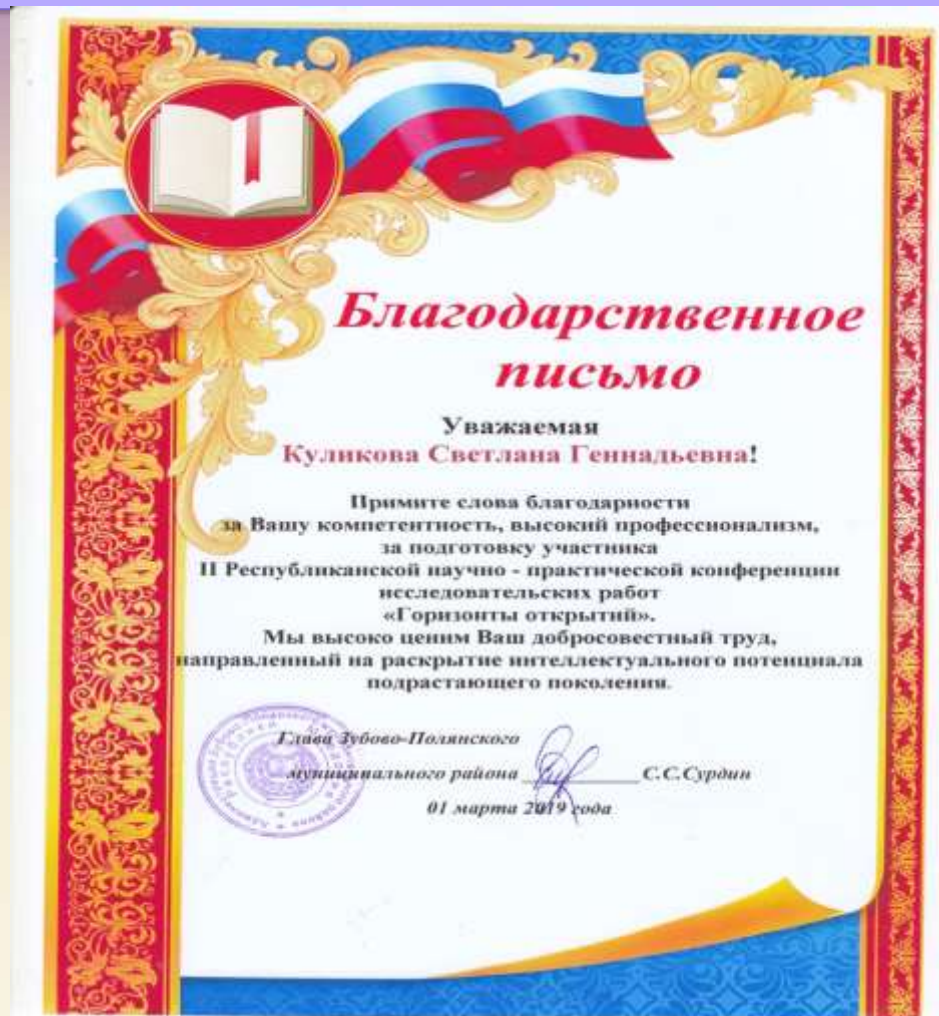 Благодарственное
письмо
Уважаемая
Куликова Светлана Геннадьевна!
Примите слова благодарности
за Вашу компетентность, высокий профессионализм,
за подготовку участника
II Республиканской научно - практической конференции
исследовательских работ
«Горизонты открытий».
Мы высоко ценим Ваш добросовестный труд,
направленный на раскрытие интеллектуального потенциала
подрастающего поколения.
Глава Зубово-Полянского
муниципального района С.С.Сурдин
01 марта 2019 года